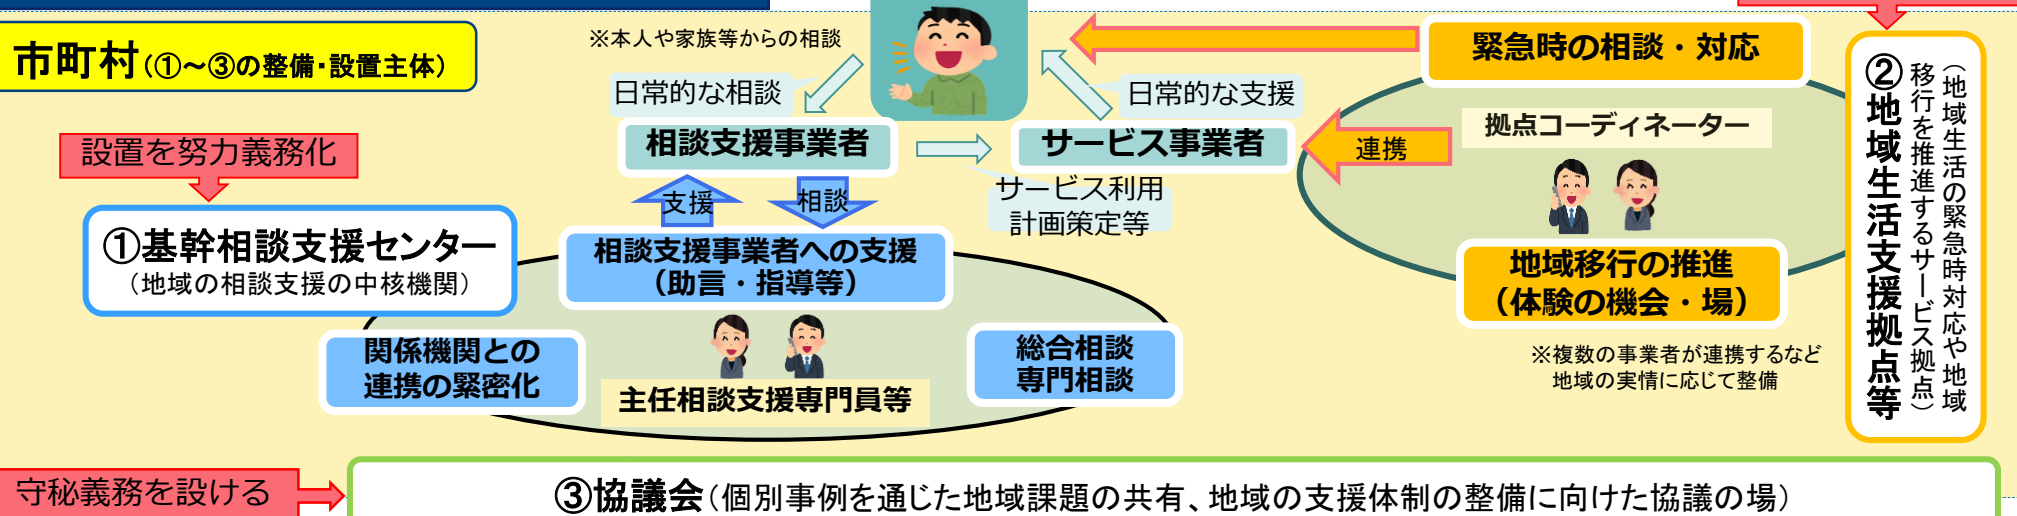 市町村(①～③の整備・設置主体)
※本人や家族等からの相談
日常的な相談
日常的な支援
相談支援事業者
サービス事業者
サービス利用
計画策定等
支援
相談
連携
緊急時の相談・対応
拠点コーディネーター
地域移行の推進
（体験の機会・場）
※複数の事業者が連携するなど
地域の実情に応じて整備
②地域生活支援拠点等
（地域生活の緊急時対応や地域
移行を推進するサービス拠点）
設置を努力義務化
①基幹相談支援センター
（地域の相談支援の中核機関）
相談支援事業者への支援
（助言・指導等）
関係機関との
連携の緊密化
主任相談支援専門員等
総合相談
専門相談
守秘義務を設ける
③協議会（個別事例を通じた地域課題の共有、地域の支援体制の整備に向けた協議の場）